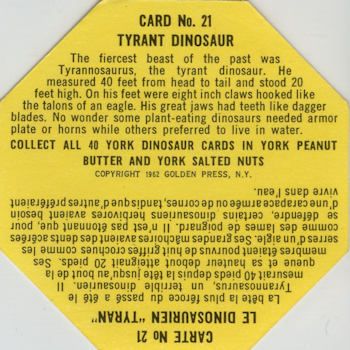 CARD No. 21
TYRANT DINOSAUR
The fiercest beast of the past was
Tyrannosaurus, the tyrant dinosaur. He
measured 40 feet from head to tail and stood 20
feet high. On his feet were eight inch claws hooked like
the talons of an eagle. His great jaws had teeth like dagger
blades. No wonder some dinosaurs needed armor
plate or horns while others preferred to live in water.
COLLECT ALL 40 YORK DINOSAUR CARDS IN YORK PEANUT
BUTTER AND YORK SALTED NUTS
COPYRIGHT 1962 GOLDEN PRESS, N.Y.
CARTE No 21
LE DINOSAURIEN "TYRAN"
La bête la plus féroce du passé a été le
Tyrannosaurus, un terrible dinosaurien. Il
mesurait 40 pieds depuis la tête jusqu'au bout de la
queue et sa hauteur debout atteignait 20 pieds. Ses
membres étaient pourvus de huit griffes crochues comme les
serres d'un aigle. Ses grandes mâchoires avaient des dents acérées
comme des lames de poignard. Il n'est pas étonnant que, pour
se défendre, certains dinosauriens herbivores avaient besoin
d'une carapace armée ou de cornes, tandis que d'autres préféraient
vivre dans l'eau.